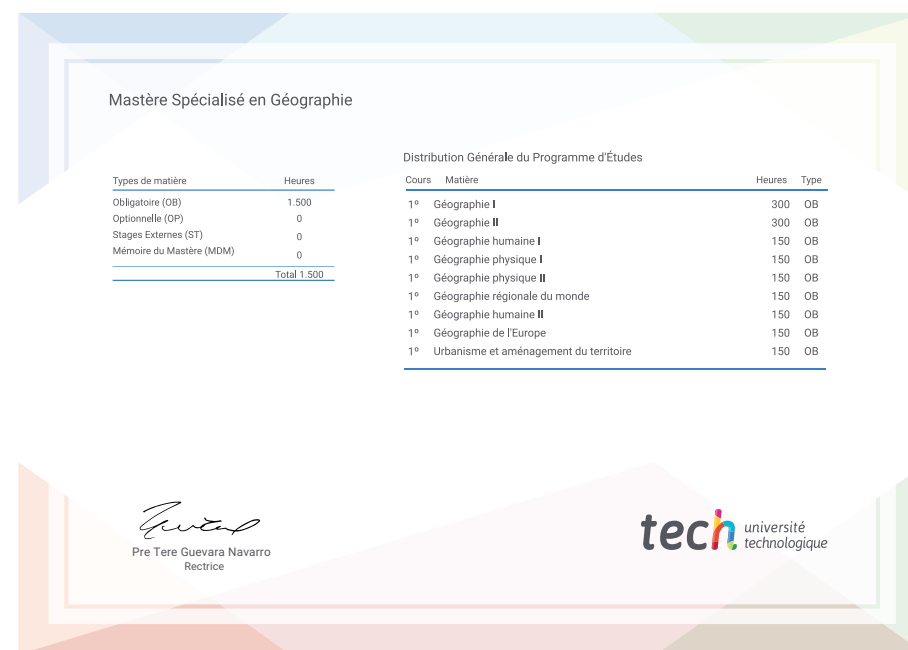 Mastère Spécialisé en Géographie
Types de matière Heures
Obligatoire (OB) 1.500
Optionnelle (OP) 0
Stages Externes (ST) 0
Mémoire du Mastère (MDM) 0
Total 1.500
Distribution Générale du Programme d'Études
Cours Matière Heures Type
1º Géographie I 300 OB
1º Géographie II 300 OB
1º Géographie humaine I 150 OB
1º Géographie physique I 150 OB
1º Géographie physique II 150 OB
1º Géographie régionale du monde 150 OB
1º Géographie humaine II 150 OB
1º Géographie de l'Europe 150 OB
1º Urbanisme et aménagement du territoire 150 OB
Pre Tere Guevara Navarro
Rectrice
tech université
technologique